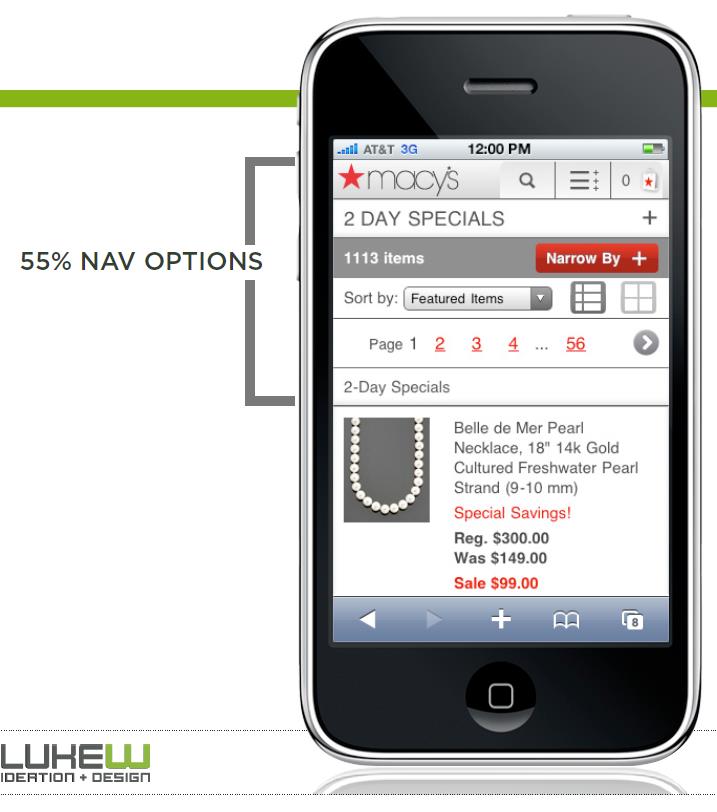 AT&T 3G 12:00 PM
macy's 0
2 DAY SPECIALS +
1113 items Narrow By +
Sort by: Featured Items
55% NAV OPTIONS
Page 1 2 3 4 ... 56
2-Day Specials
Belle de Mer Pearl
Necklace, 18" 14k Gold
Cultured Freshwater Pearl
Strand (9-10 mm)
Special Savings!
Reg. $300.00
Was $149.00
Sale $99.00
8
LUKEW
IDEATION + DESIGN